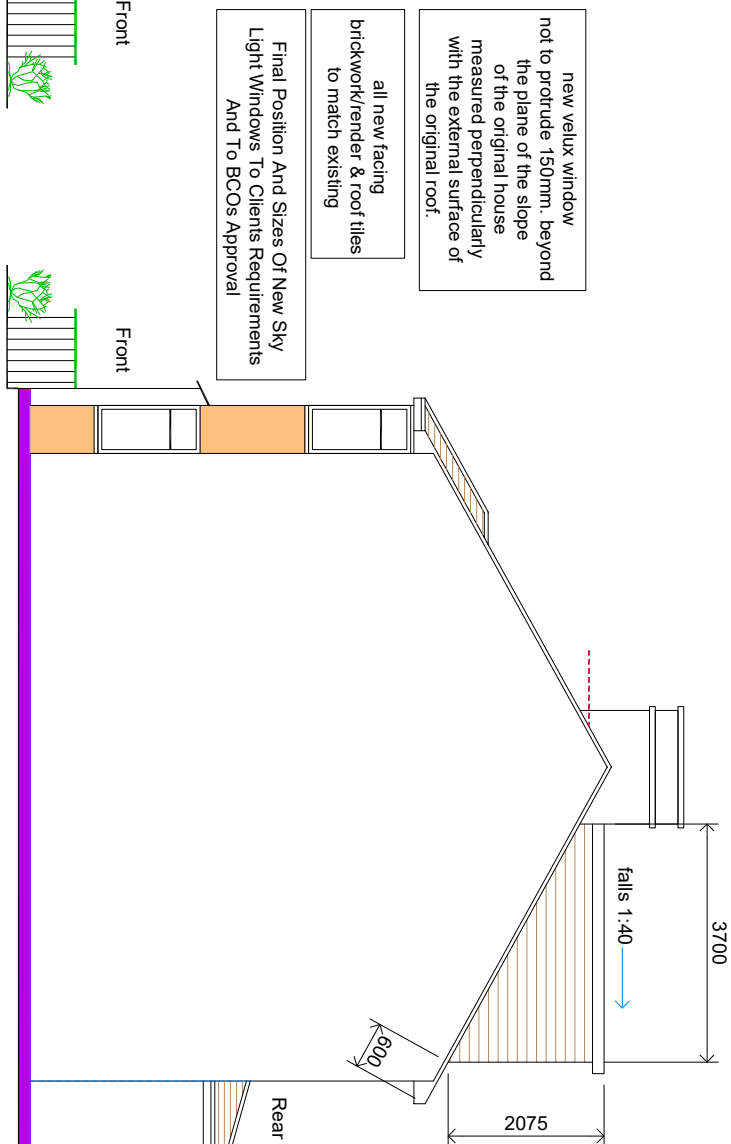 new velux window
not to protrude 150mm. beyond
the plane of the slope
of the original house
measured perpendicularly
with the external surface of
the original roof.
all new facing
brickwork/render & roof tiles
to match existing
Final Position And Sizes Of New Sky
Light Windows To Clients Requirements
And To BCOs Approval
Front
Front
3700
falls 1:40
600
2075
Rear